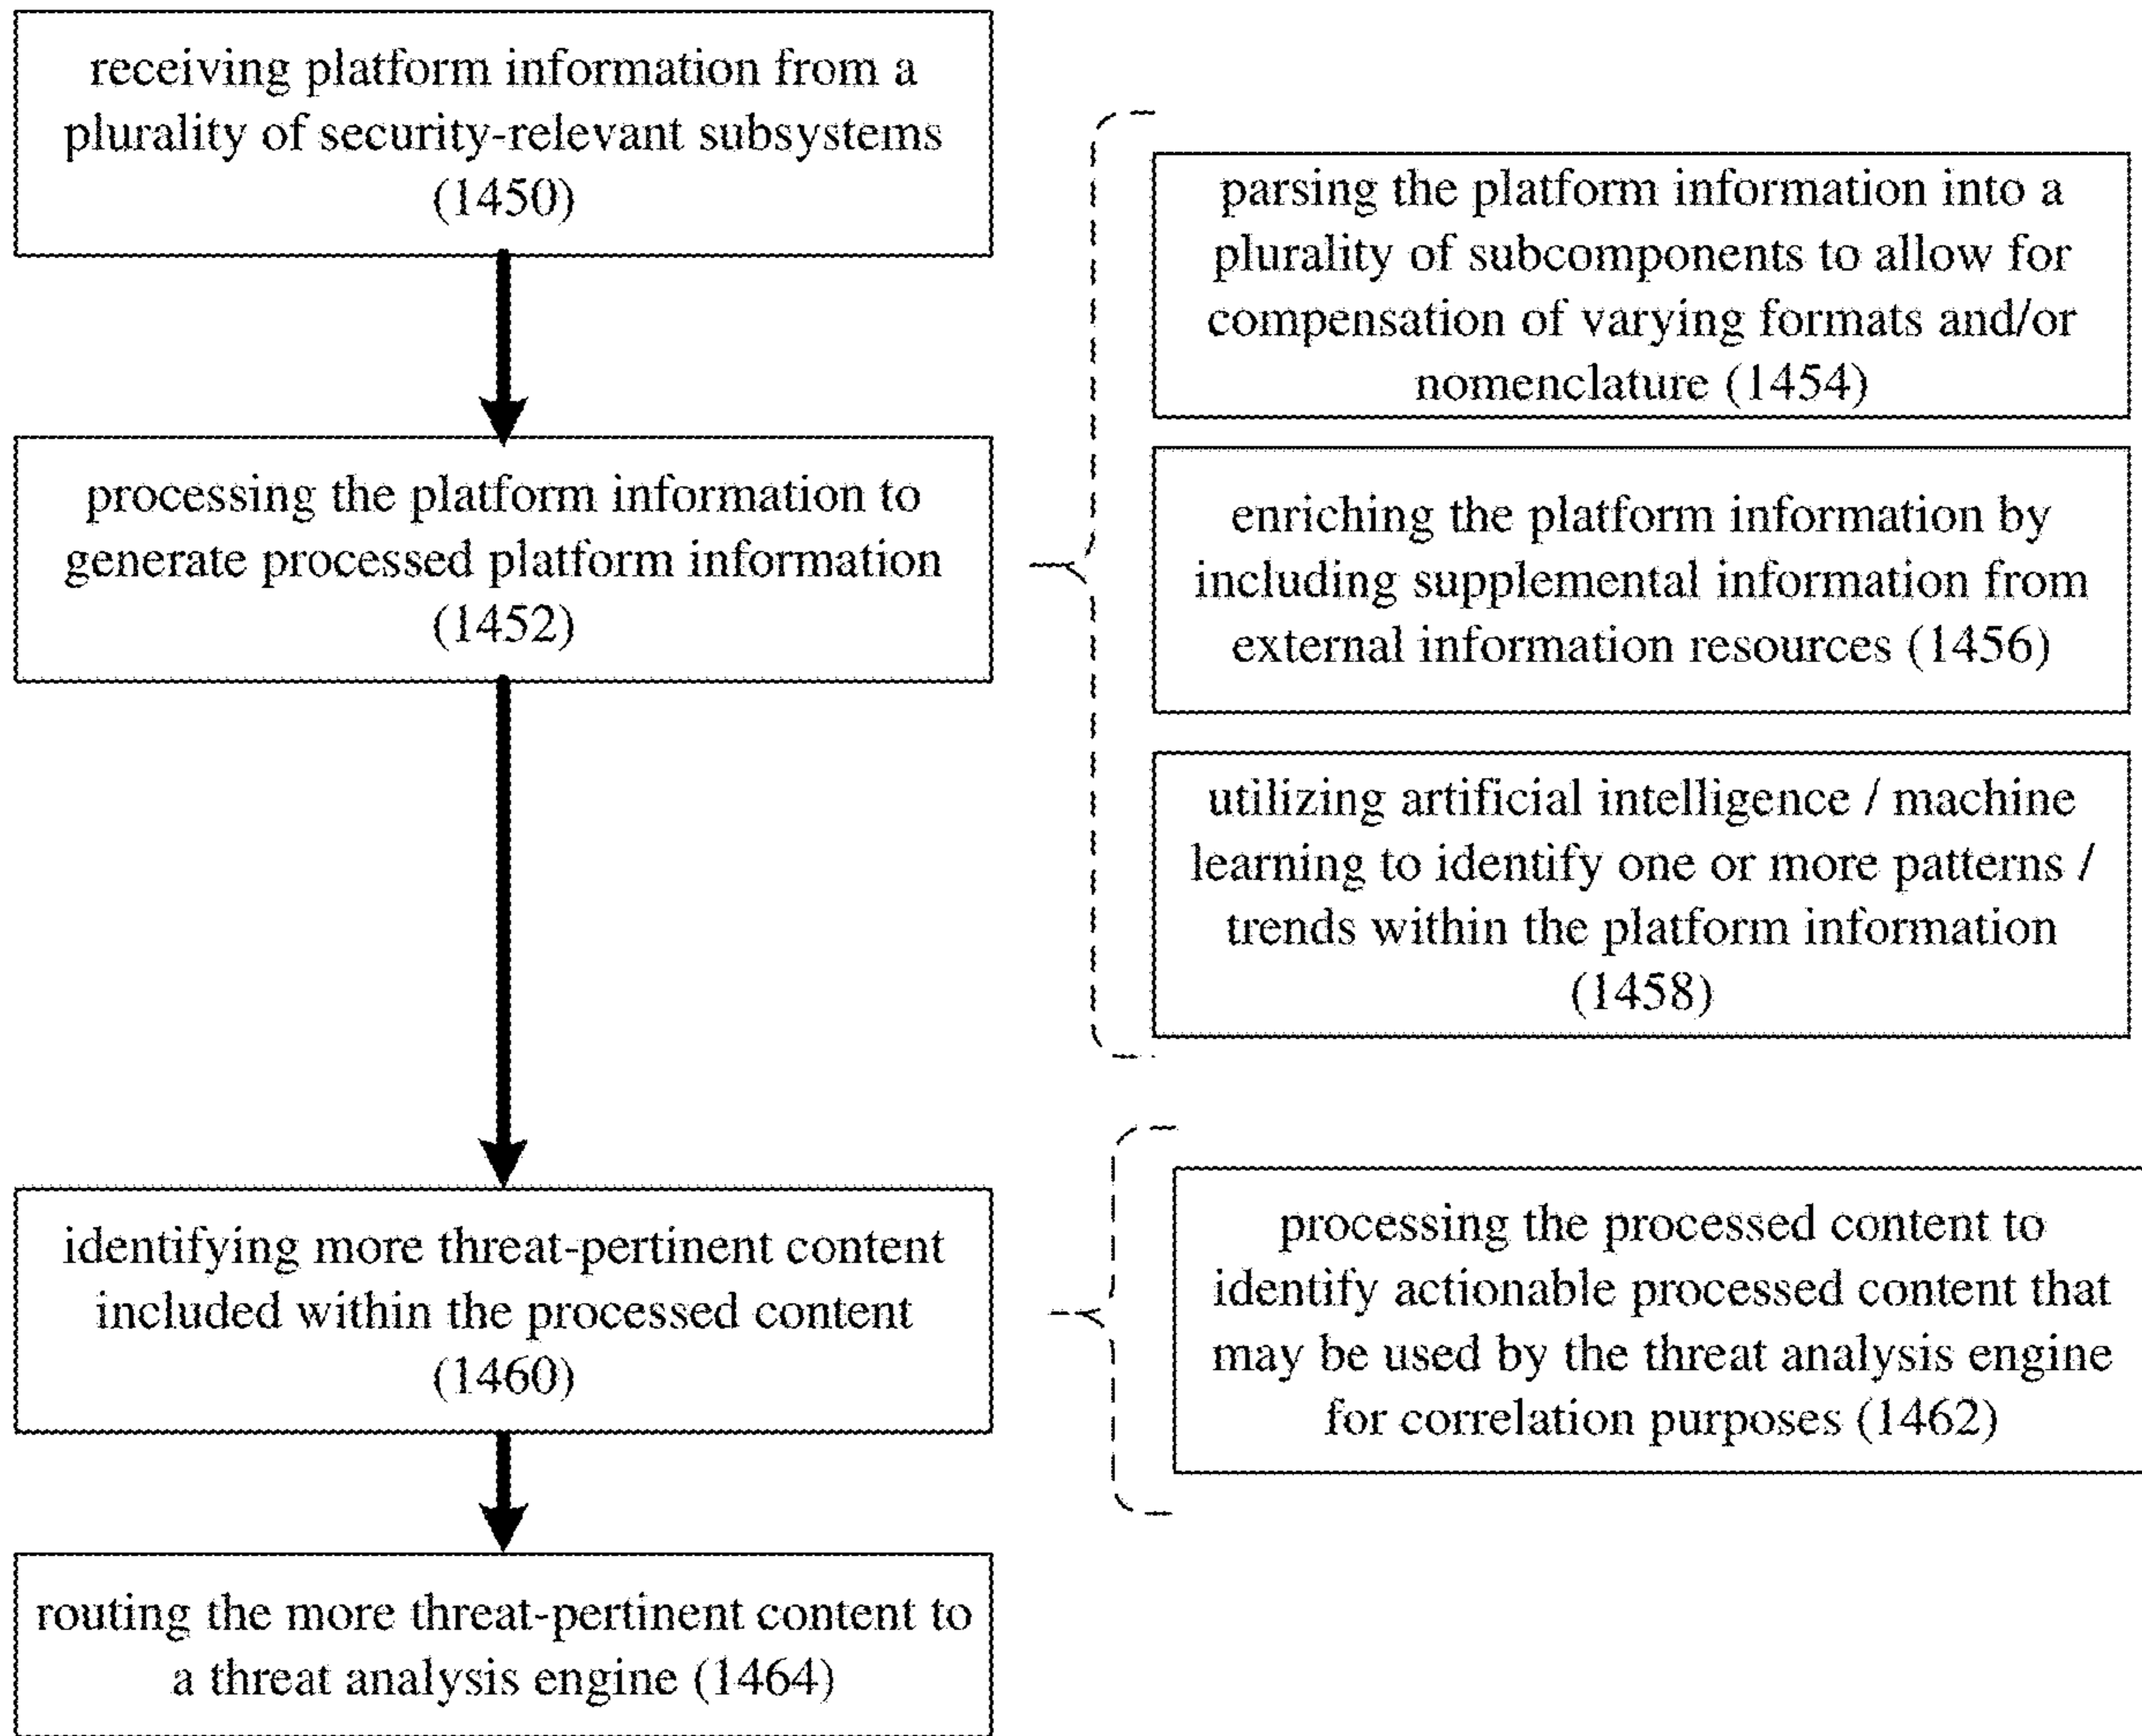 receiving platform information from a
plurality of security-relevant subsystems
(1450)
processing the platform information to
generate processed platform information
(1452)
parsing the platform information into a
plurality of subcomponents to allow for
compensation of varying formats and/or
nomenclature (1454)
enriching the platform information by
including supplemental information from
external information resources (1456)
utilizing artificial intelligence / machine
learning to identify one or more patterns /
trends within the platform information
(1458)
identifying more threat-pertinent content
included within the processed content
(1460)
processing the processed content to
identify actionable processed content that
may be used by the threat analysis engine
for correlation purposes (1462)
routing the more threat-pertinent content to
a threat analysis engine (1464)